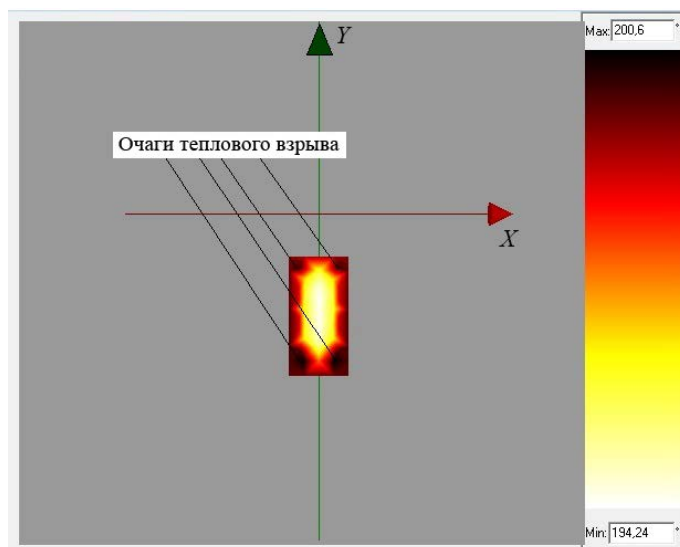 Max: 200,6 °
Y
Очаги теплового взрыва
X
Min: 194,24 °